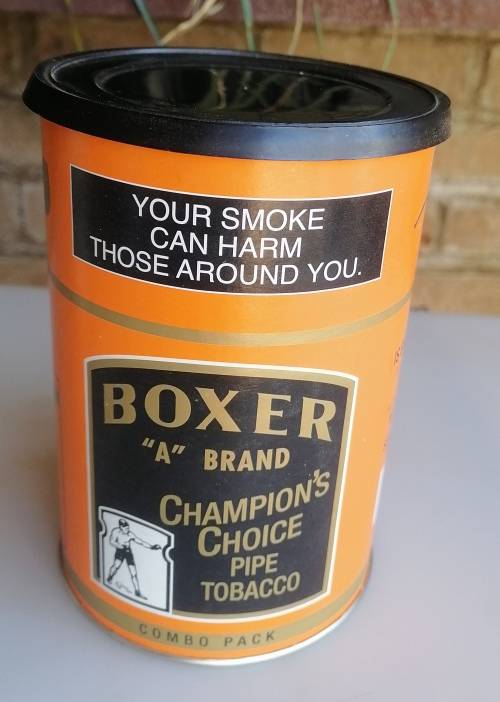 YOUR SMOKE
CAN HARM
THOSE AROUND YOU.
BOXER
"A" BRAND
CHAMPION'S
CHOICE
PIPE
TOBACCO
COMBO PACK